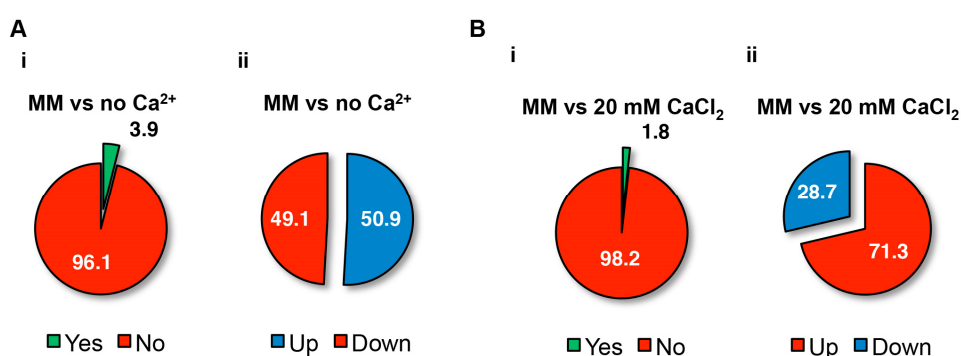 A
i
MM vs no Ca²⁺
3.9
96.1
Yes No
ii
MM vs no Ca²⁺
49.1 50.9
Up Down
B
i
MM vs 20 mM CaCl₂
1.8
98.2
Yes No
ii
MM vs 20 mM CaCl₂
28.7
71.3
Up Down